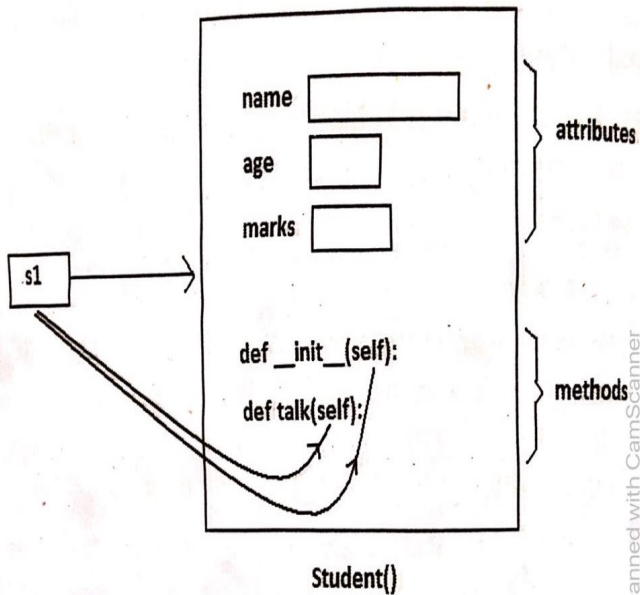 name
attributes
age
marks
s1
def __init__(self):
def talk(self):
methods
Student()
anned with CamScanner